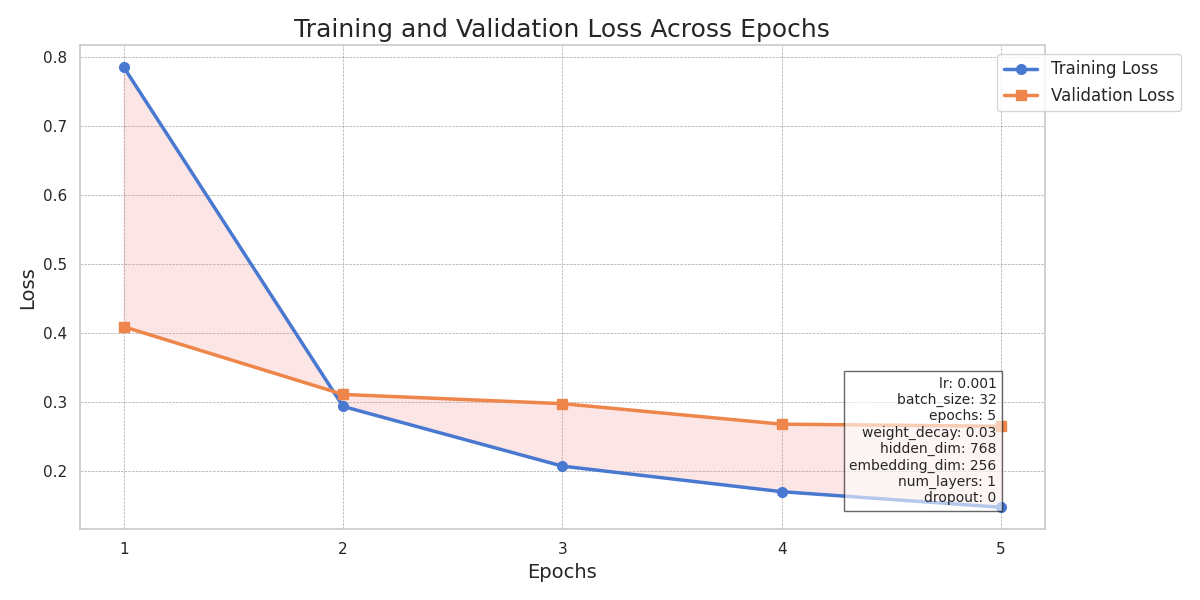 Training and Validation Loss Across Epochs
Training Loss
Validation Loss
0.8
0.7
0.6
0.5
0.4
0.3
0.2
Loss
lr: 0.001
batch_size: 32
epochs: 5
weight_decay: 0.03
hidden_dim: 768
embedding_dim: 256
num_layers: 1
dropout: 0
1
2
3
4
5
Epochs